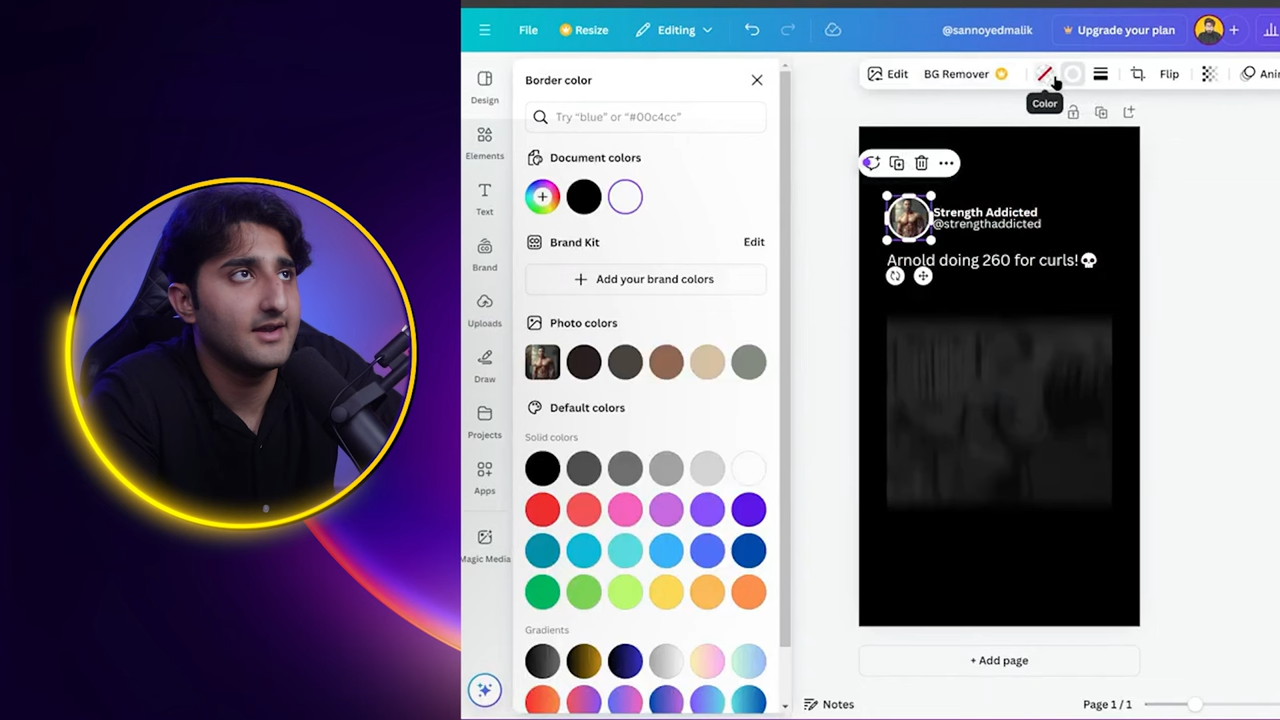 File
Resize
Editing
@sannoyedmalik
Upgrade your plan
Design
Elements
Text
Brand
Uploads
Draw
Projects
Apps
Magic Media
Border color
Try “blue” or “#00c4cc”
Document colors
Brand Kit
Edit
Add your brand colors
Photo colors
Default colors
Solid colors
Gradients
Edit
BG Remover
Flip
Ani
Color
Strength Addicted
@strengthaddicted
Arnold doing 260 for curls!💀
+ Add page
Notes
Page 1 / 1